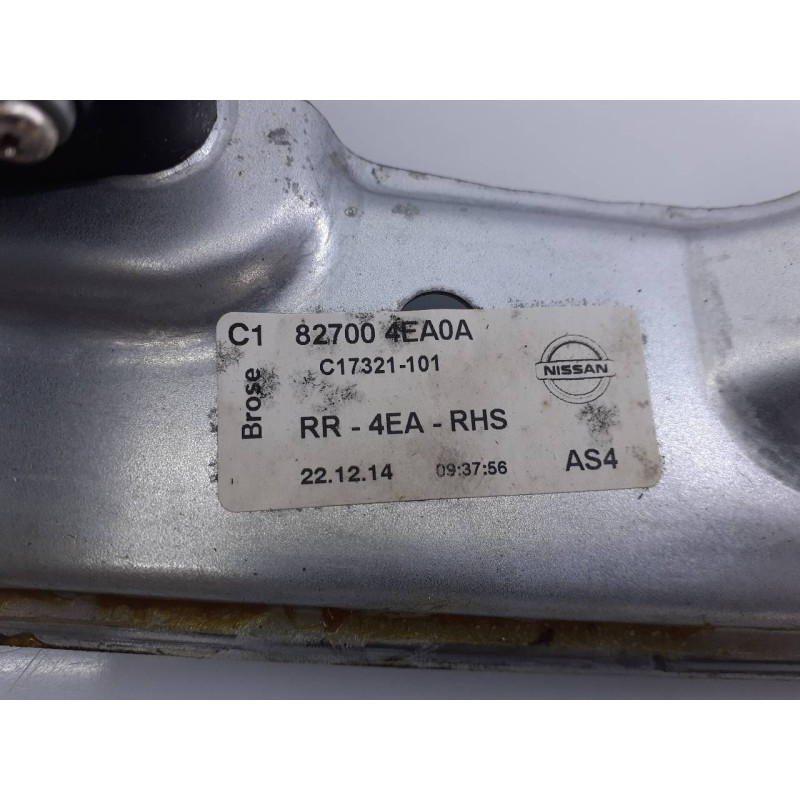 C1 82700 4EA0A
Brose
C17321-101
NISSAN
RR - 4EA - RHS
22.12.14 09:37:56 AS4